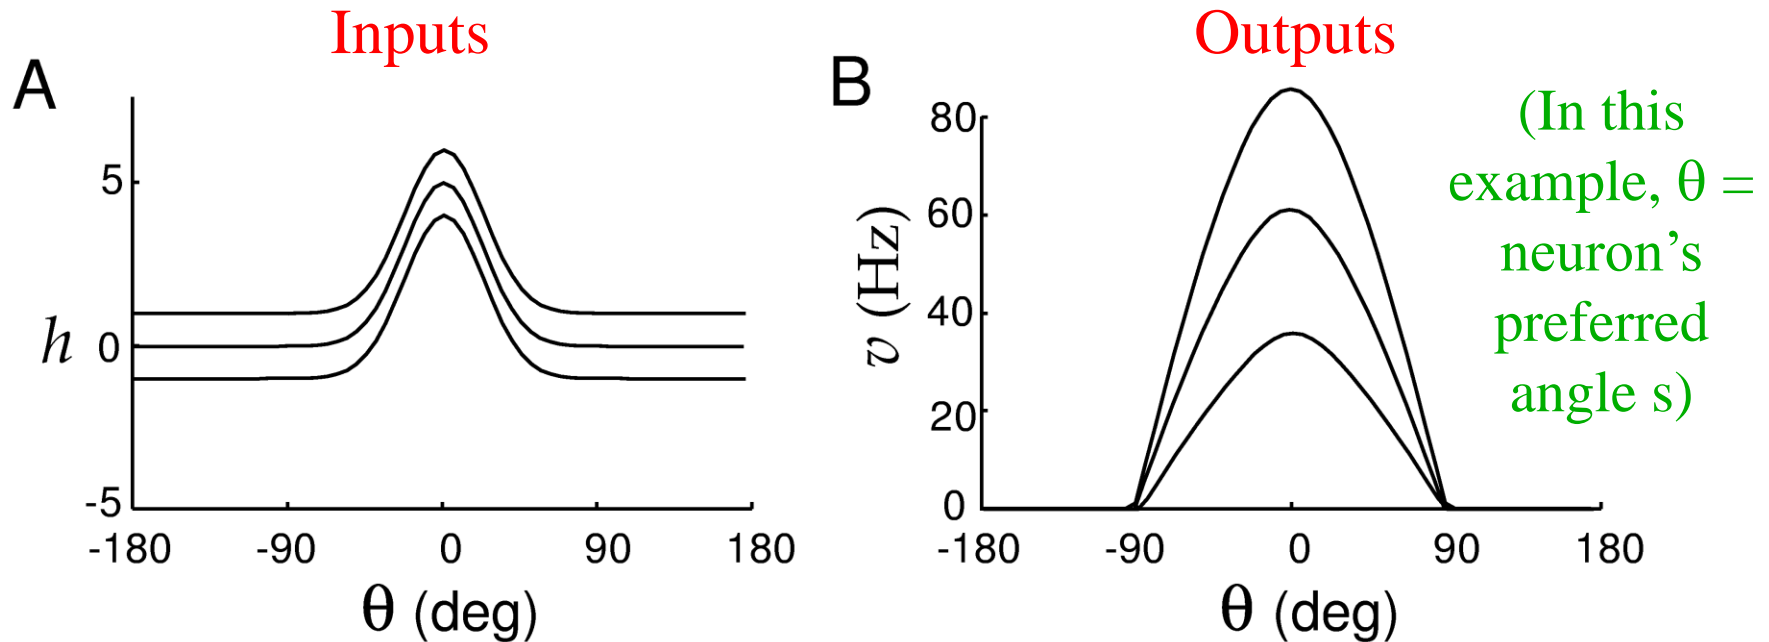 Inputs
A
5
h 0
-5
-180 -90 0 90 180
θ (deg)
Outputs
B
80
60
40
20
0
v (Hz)
-180 -90 0 90 180
θ (deg)
(In this
example, θ =
neuron's
preferred
angle s)